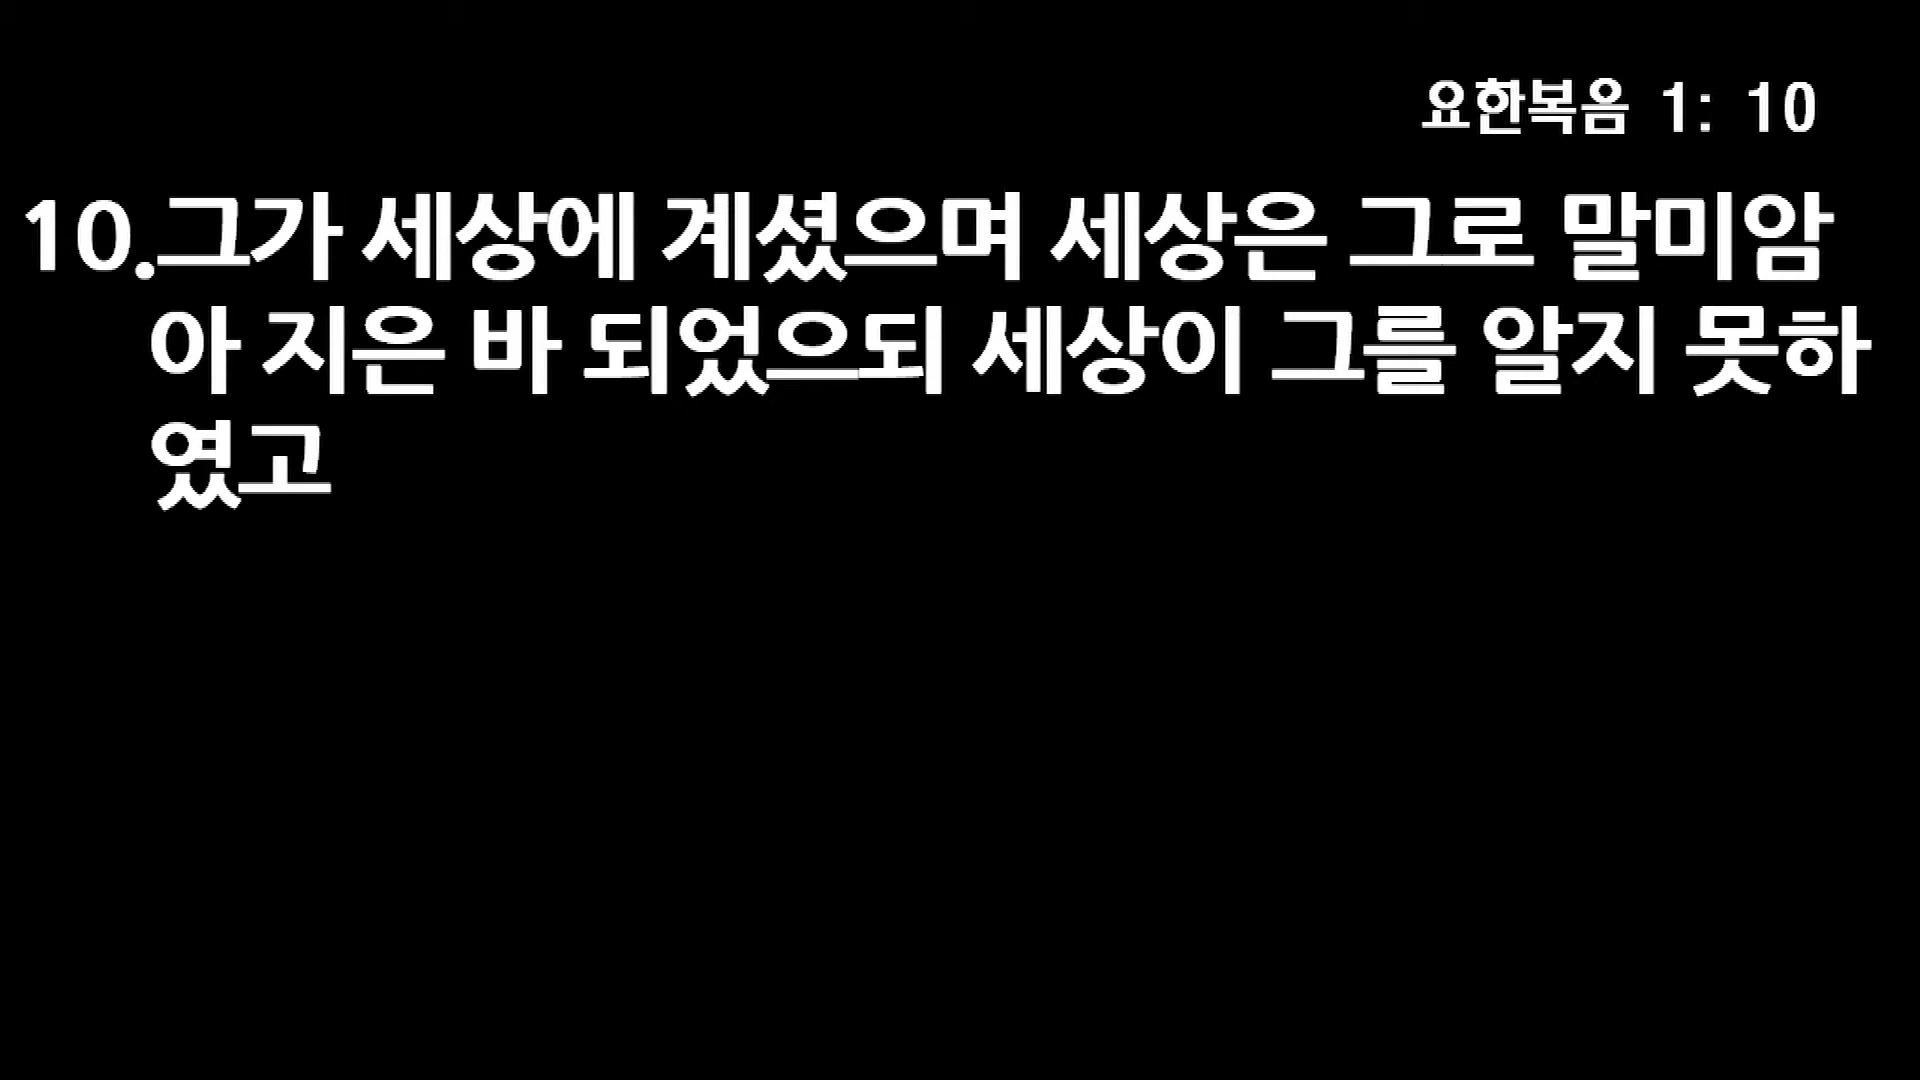 요한복음 1: 10
10.그가 세상에 계셨으며 세상은 그로 말미암
아 지은 바 되었으되 세상이 그를 알지 못하
였고